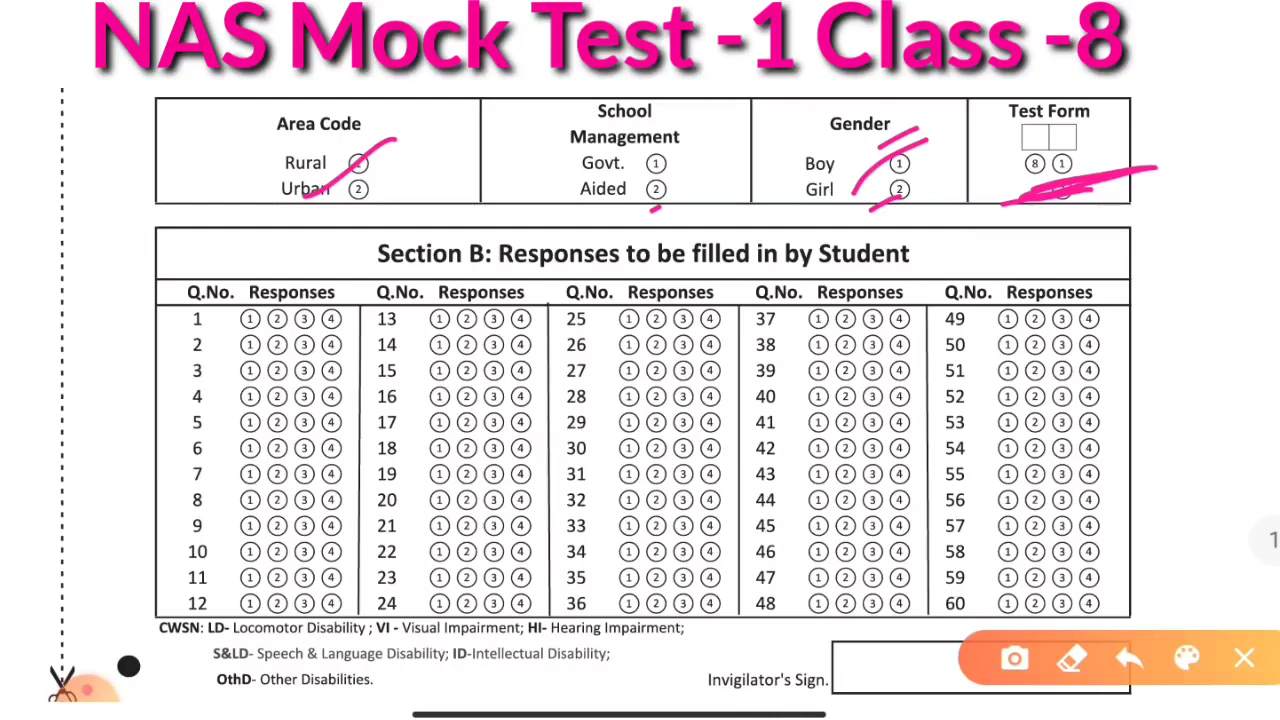 NAS Mock Test -1 Class -8
Area Code
School Management
Gender
Test Form
Rural ① Govt. ① Boy ① ⑧ ①
Urban ② Aided ② Girl ②
Section B: Responses to be filled in by Student
Q.No. Responses Q.No. Responses Q.No. Responses Q.No. Responses Q.No. Responses
1 ① ② ③ ④ 13 ① ② ③ ④ 25 ① ② ③ ④ 37 ① ② ③ ④ 49 ① ② ③ ④
2 ① ② ③ ④ 14 ① ② ③ ④ 26 ① ② ③ ④ 38 ① ② ③ ④ 50 ① ② ③ ④
3 ① ② ③ ④ 15 ① ② ③ ④ 27 ① ② ③ ④ 39 ① ② ③ ④ 51 ① ② ③ ④
4 ① ② ③ ④ 16 ① ② ③ ④ 28 ① ② ③ ④ 40 ① ② ③ ④ 52 ① ② ③ ④
5 ① ② ③ ④ 17 ① ② ③ ④ 29 ① ② ③ ④ 41 ① ② ③ ④ 53 ① ② ③ ④
6 ① ② ③ ④ 18 ① ② ③ ④ 30 ① ② ③ ④ 42 ① ② ③ ④ 54 ① ② ③ ④
7 ① ② ③ ④ 19 ① ② ③ ④ 31 ① ② ③ ④ 43 ① ② ③ ④ 55 ① ② ③ ④
8 ① ② ③ ④ 20 ① ② ③ ④ 32 ① ② ③ ④ 44 ① ② ③ ④ 56 ① ② ③ ④
9 ① ② ③ ④ 21 ① ② ③ ④ 33 ① ② ③ ④ 45 ① ② ③ ④ 57 ① ② ③ ④
10 ① ② ③ ④ 22 ① ② ③ ④ 34 ① ② ③ ④ 46 ① ② ③ ④ 58 ① ② ③ ④
11 ① ② ③ ④ 23 ① ② ③ ④ 35 ① ② ③ ④ 47 ① ② ③ ④ 59 ① ② ③ ④
12 ① ② ③ ④ 24 ① ② ③ ④ 36 ① ② ③ ④ 48 ① ② ③ ④ 60 ① ② ③ ④
CWSN: LD- Locomotor Disability ; VI - Visual Impairment; HI- Hearing Impairment;
S&LD- Speech & Language Disability; ID-Intellectual Disability;
OthD- Other Disabilities.
Invigilator's Sign.
1